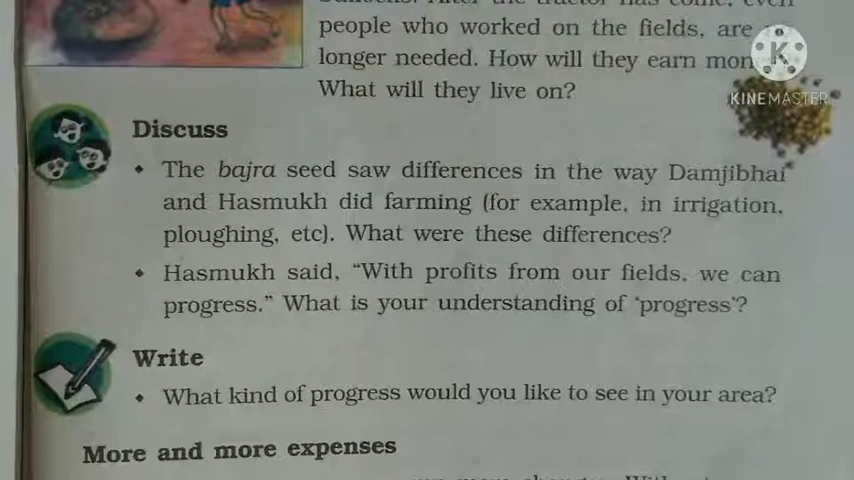 people who worked on the fields, are
longer needed. How will they earn
What will they live on?
K
KINEMASTER
Discuss
• The bajra seed saw differences in the way Damjibhai
and Hasmukh did farming (for example, in irrigation,
ploughing, etc). What were these differences?
• Hasmukh said, “With profits from our fields, we can
progress.” What is your understanding of ‘progress’?
Write
• What kind of progress would you like to see in your area?
More and more expenses